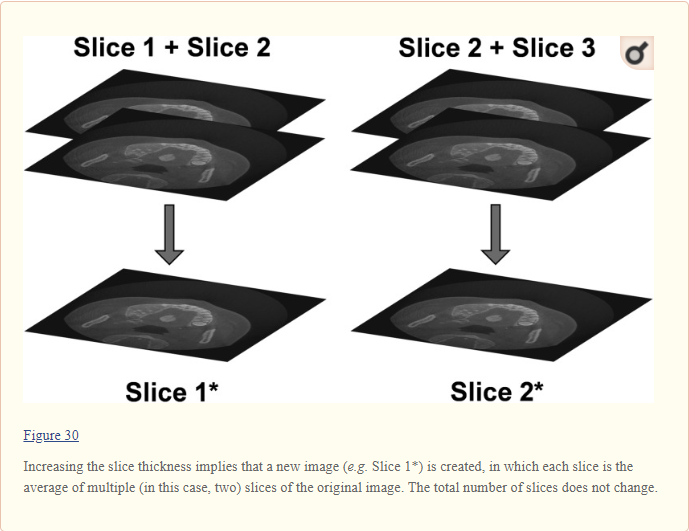 Slice 1 + Slice 2
Slice 2 + Slice 3
Slice 1*
Slice 2*
Figure 30
Increasing the slice thickness implies that a new image (e.g. Slice 1*) is created, in which each slice is the
average of multiple (in this case, two) slices of the original image. The total number of slices does not change.